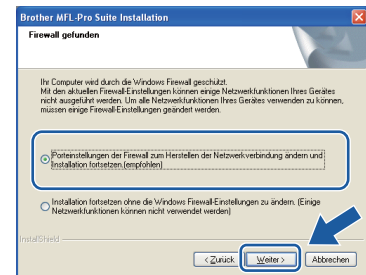 Brother MFL-Pro Suite Installation
Firewall gefunden
Ihr Computer wird durch die Windows Firewall geschützt.
Mit den aktuellen Firewall-Einstellungen können einige Netzwerkfunktionen Ihres Gerätes
nicht ausgeführt werden. Um alle Netzwerkfunktionen Ihres Gerätes verwenden zu können,
müssen einige Firewall-Einstellungen geändert werden.
Porteinstellungen der Firewall zum Herstellen der Netzwerkverbindung ändern und
Installation fortsetzen.(empfohlen)
Installation fortsetzen ohne die Windows Firewall-Einstellungen zu ändern. (Einige
Netzwerkfunktionen können nicht verwendet werden)
InstallShield
< Zurück Weiter > Abbrechen